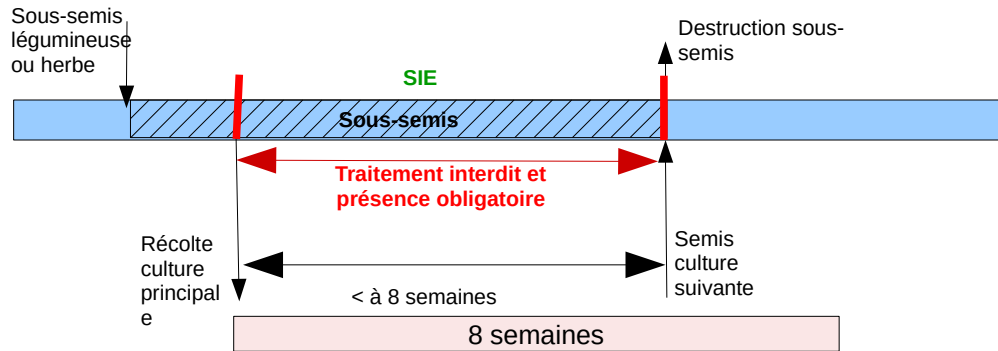 Sous-semis
légumineuse
ou herbe
Destruction sous-
semis
SIE
Sous-semis
Traitement interdit et
présence obligatoire
Récolte
culture
principal
e
< à 8 semaines
Semis
culture
suivante
8 semaines